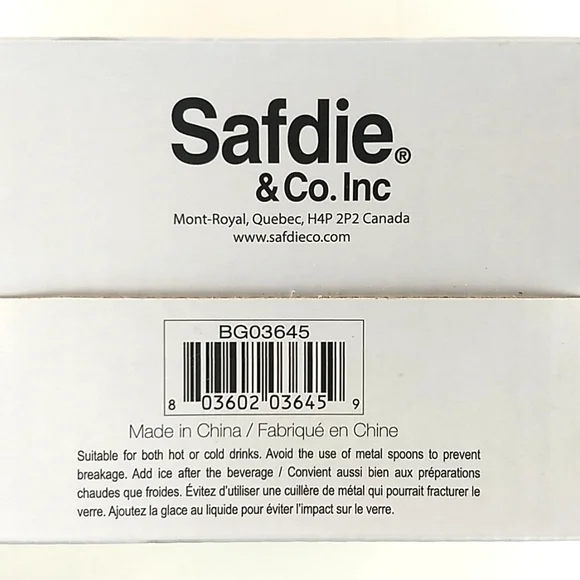 Safdie®
& Co. Inc
Mont-Royal, Quebec, H4P 2P2 Canada
www.safdieco.com
BG03645
8 03602 03645 9
Made in China / Fabriqué en Chine
Suitable for both hot or cold drinks. Avoid the use of metal spoons to prevent
breakage. Add ice after the beverage / Convient aussi bien aux préparations
chaudes que froides. Évitez d'utiliser une cuillère de métal qui pourrait fracturer le
verre. Ajoutez la glace au liquide pour éviter l'impact sur le verre.